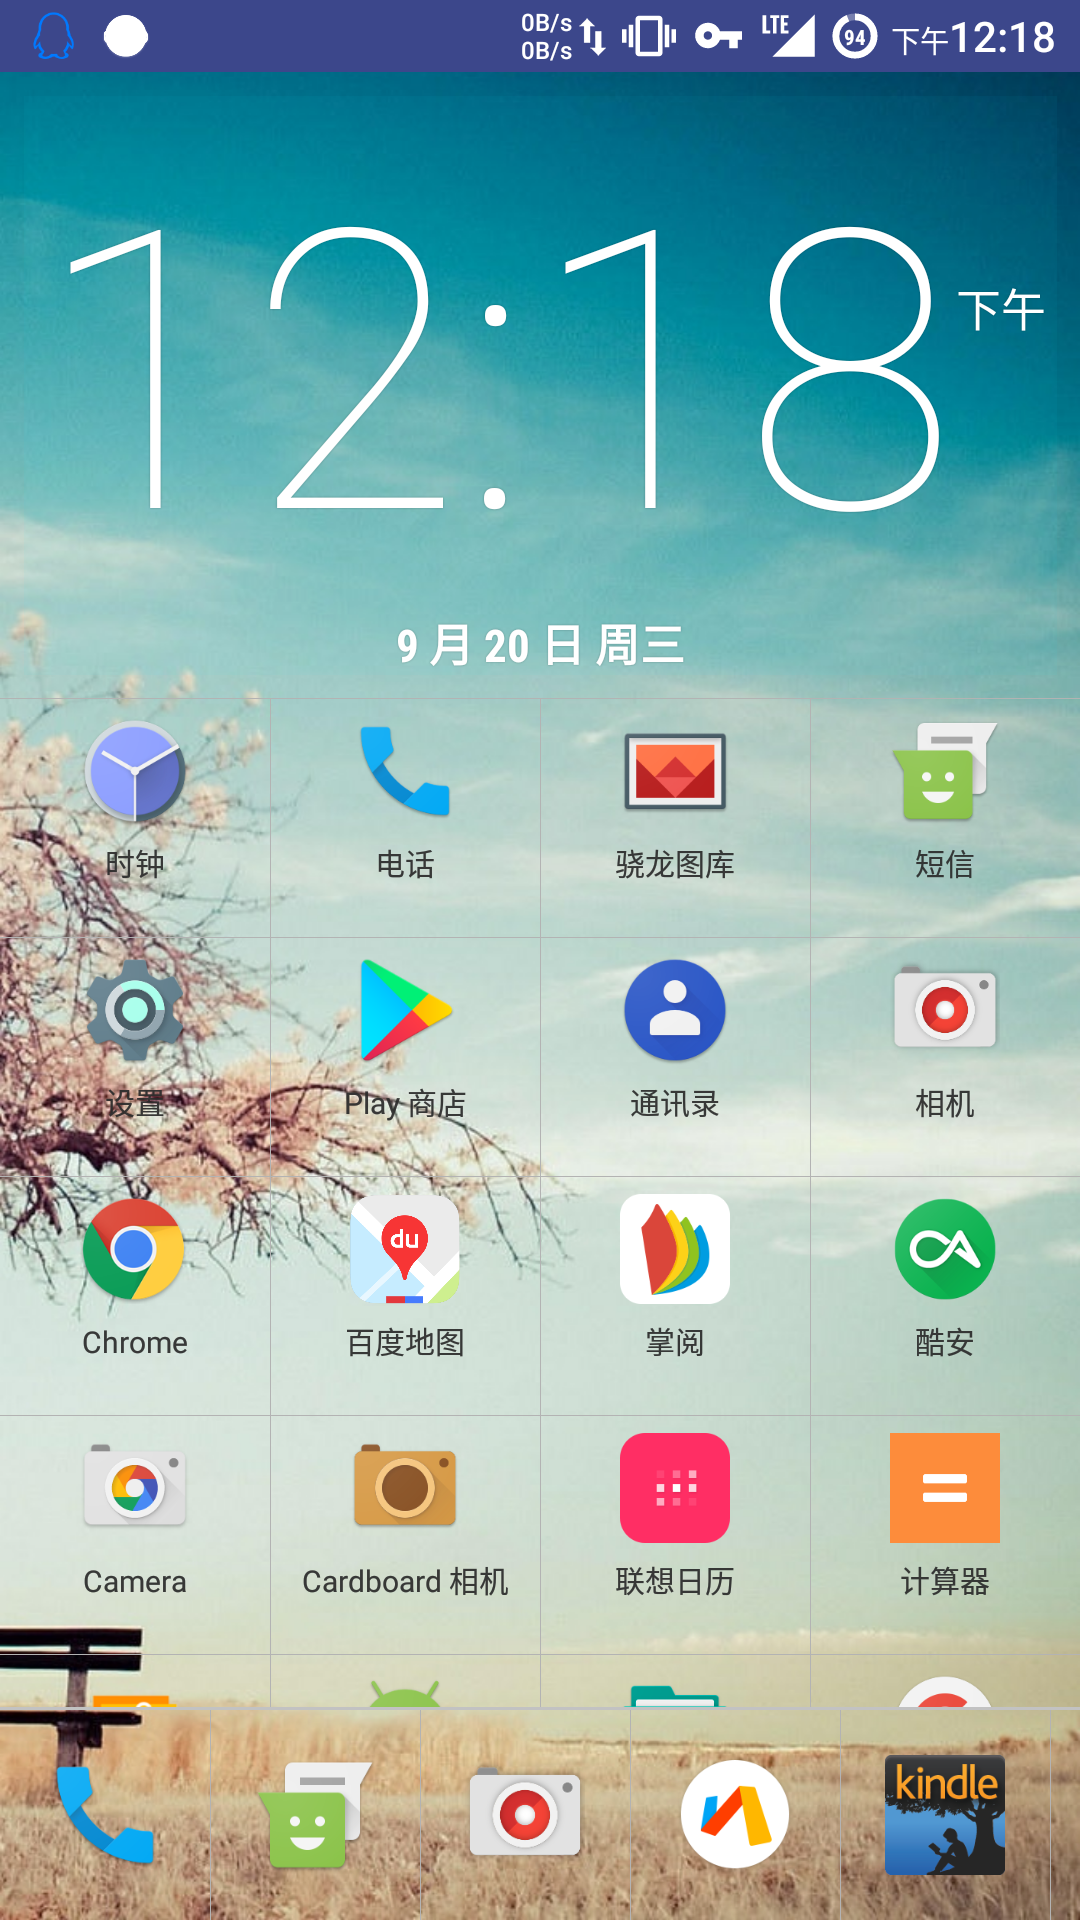 0B/s
0B/s
LTE
94
下午12:18
12:18 下午
9 月 20 日 周三
时钟
电话
骁龙图库
短信
设置
Play 商店
通讯录
相机
du
Chrome
百度地图
掌阅
酷安
Camera
Cardboard 相机
联想日历
计算器
kindle